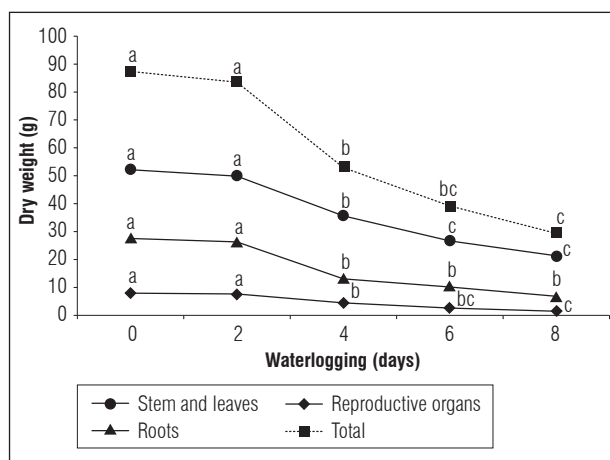 100
90
80
70
60
50
40
30
20
10
0
Dry weight (g)
a a b bc c
a a b c c
a a b b b
a a b bc c
0 2 4 6 8
Waterlogging (days)
Stem and leaves Reproductive organs
Roots Total